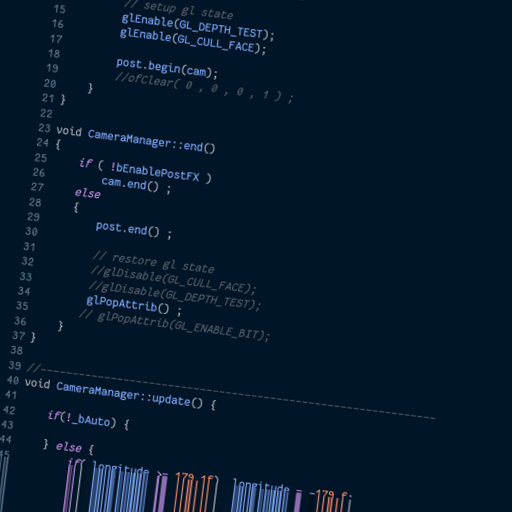 15 // setup gl state
16 glEnable(GL_DEPTH_TEST);
17 glEnable(GL_CULL_FACE);
18
19 post.begin(cam);
20 //ofClear( 0 , 0 , 0 , 1 ) ;
21 }
22 }
23 void CameraManager::end()
24 {
25
26 if ( !bEnablePostFX )
27 cam.end() ;
28 else
29 {
30 post.end() ;
31
32 // restore gl state
33 //glDisable(GL_CULL_FACE);
34 //glDisable(GL_DEPTH_TEST);
35 glPopAttrib() ;
36 // glPopAttrib(GL_ENABLE_BIT);
37 }
38 }
39 //------------------------------------------------------------
40 void CameraManager::update() {
41
42 if(!_bAuto) {
43
44 } else {
45 if( longitude >= 179.1f) longitude = -179.f;